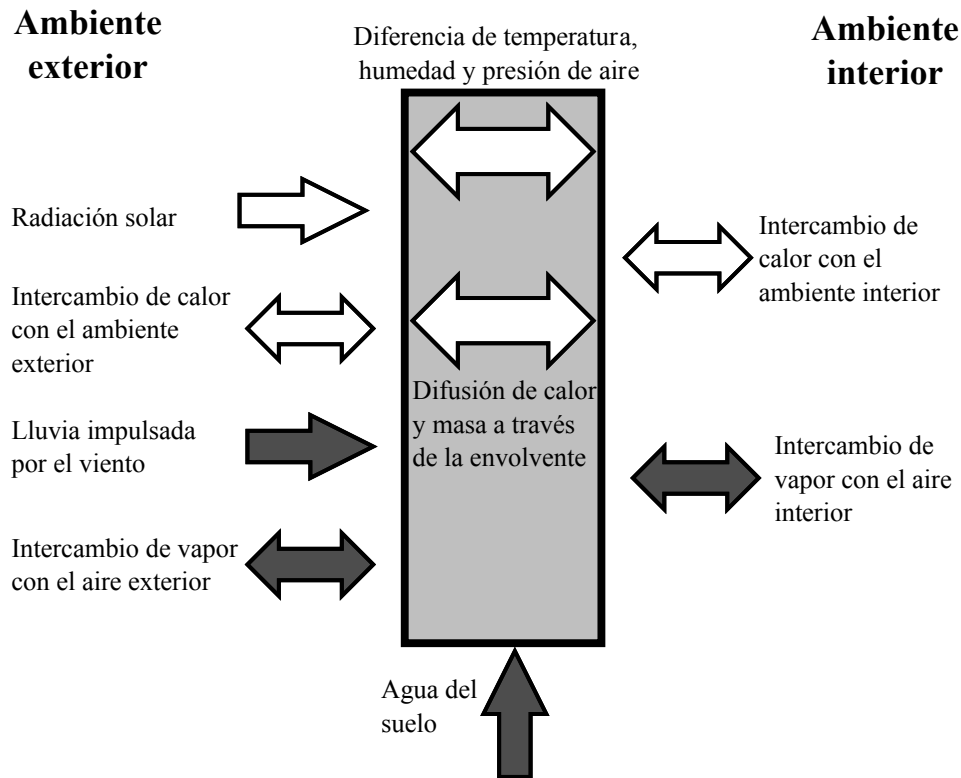 Ambiente
exterior
Diferencia de temperatura,
humedad y presión de aire
Ambiente
interior
Radiación solar
Intercambio de calor
con el ambiente
exterior
Lluvia impulsada
por el viento
Intercambio de vapor
con el aire exterior
Difusión de calor
y masa a través
de la envolvente
Intercambio de
calor con el
ambiente interior
Intercambio de
vapor con el aire
interior
Agua del
suelo